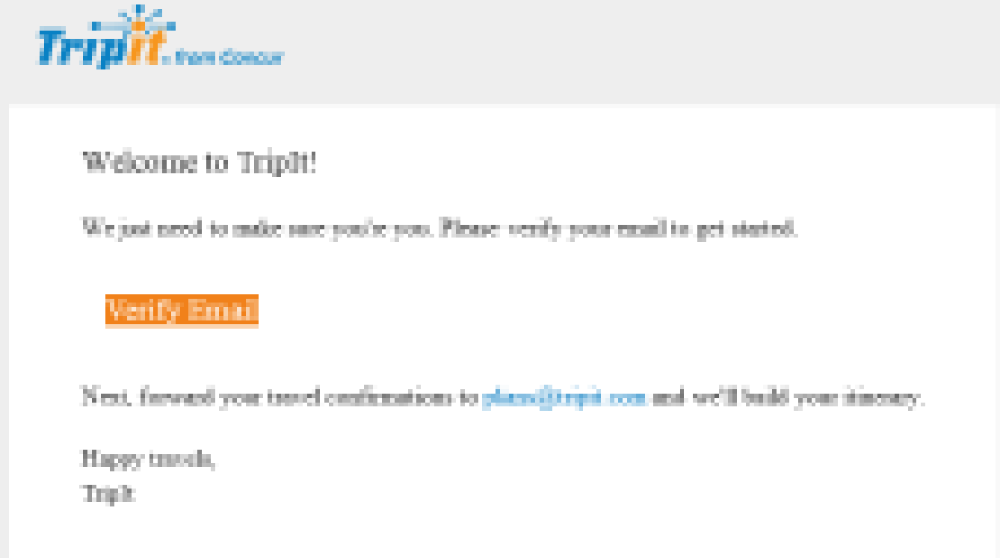 TripIt® from Concur
Welcome to TripIt!
We just need to make sure you're you. Please verify your email to get started.
Verify Email
Next, forward your travel confirmations to plans@tripit.com and we'll build your itinerary.
Happy travels,
TripIt